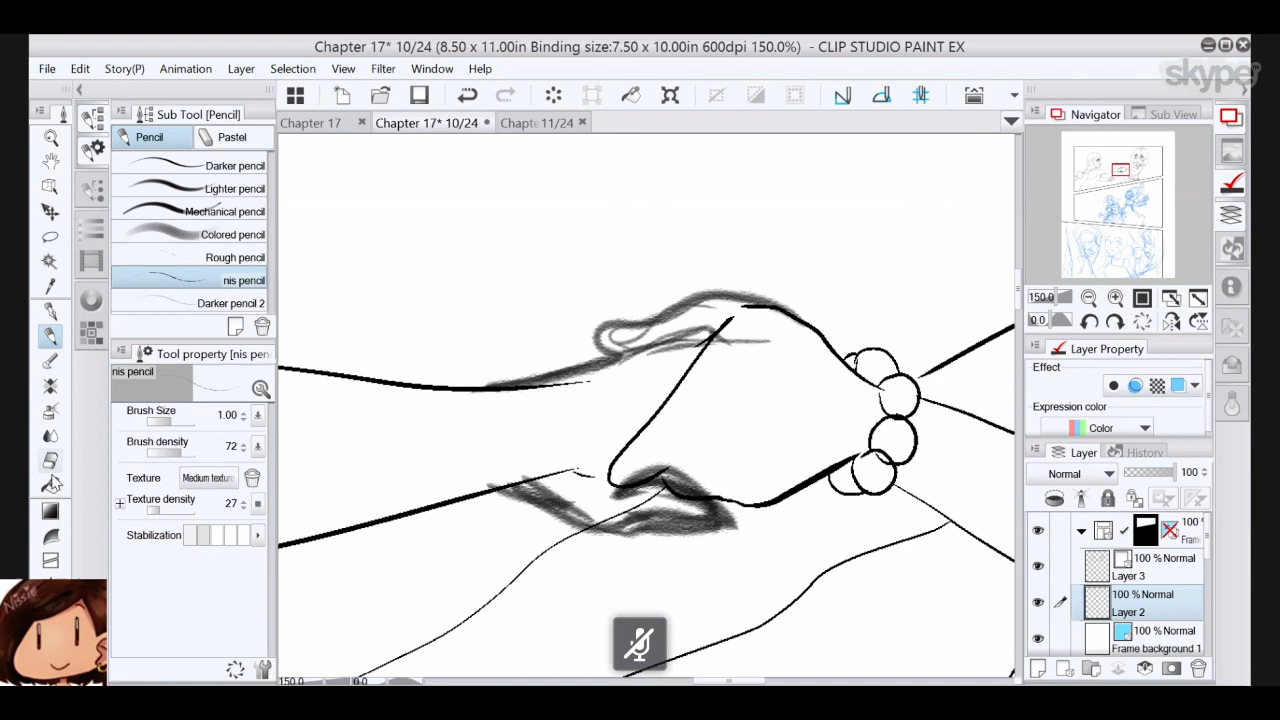 Chapter 17* 10/24 (8.50 x 11.00in Binding size:7.50 x 10.00in 600dpi 150.0%) - CLIP STUDIO PAINT EX
skype
File Edit Story(P) Animation Layer Selection View Filter Window Help
Sub Tool [Pencil]
Pencil Pastel
Darker pencil
Lighter pencil
Mechanical pencil
Colored pencil
Rough pencil
nis pencil
Darker pencil 2
Tool property [nis pen
nis pencil
Brush Size 1.00
Brush density 72
Texture Medium texture
Texture density 27
Stabilization
Nissie
Chapter 17 Chapter 17* 10/24 Chapte 11/24
150.0 0.0
Navigator Sub View
150.0
0.0
Layer Property
Effect
Expression color
Color
Layer History
Normal 100
100 %
Fram
100 % Normal
Layer 3
100 % Normal
Layer 2
100 % Normal
Frame background 1